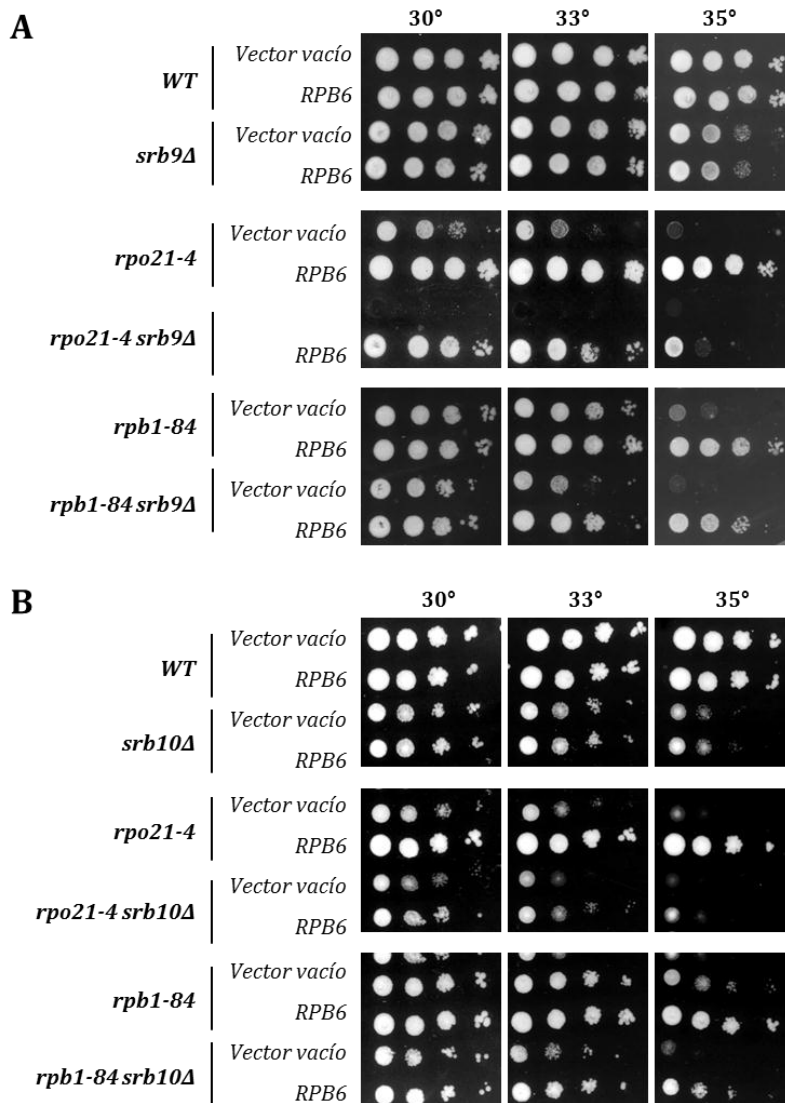 A
30° 33° 35°
WT
Vector vacío
RPB6
srb9Δ
Vector vacío
RPB6
rpo21-4
Vector vacío
RPB6
rpo21-4 srb9Δ
RPB6
rpb1-84
Vector vacío
RPB6
rpb1-84 srb9Δ
Vector vacío
RPB6
B
30° 33° 35°
WT
Vector vacío
RPB6
srb10Δ
Vector vacío
RPB6
rpo21-4
Vector vacío
RPB6
rpo21-4 srb10Δ
Vector vacío
RPB6
rpb1-84
Vector vacío
RPB6
rpb1-84 srb10Δ
Vector vacío
RPB6